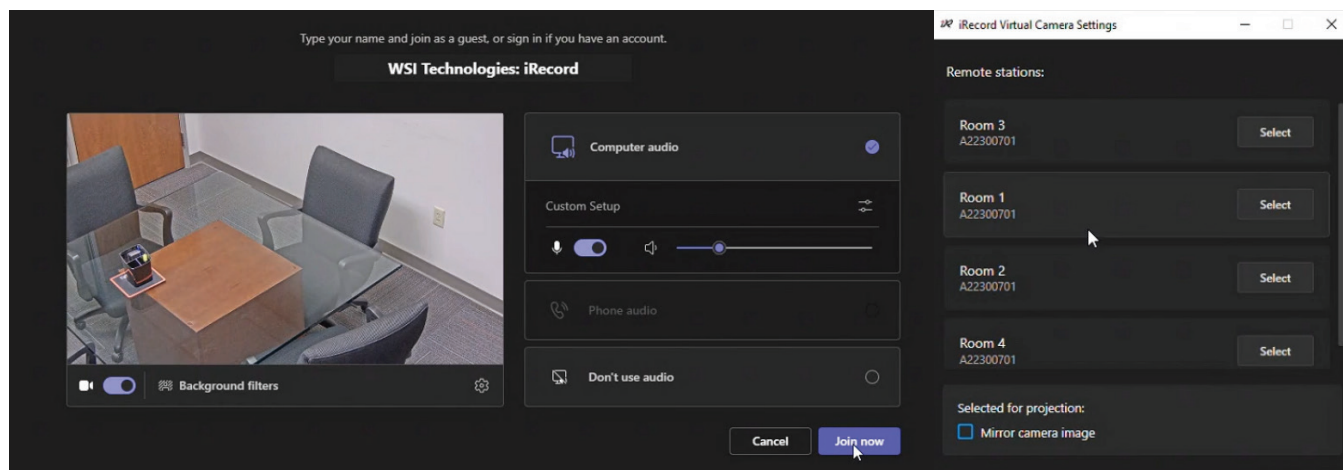 Type your name and join as a guest, or sign in if you have an account.
WSI Technologies: iRecord
Computer audio
Custom Setup
Phone audio
Don't use audio
Background filters
Cancel
Join now
iRecord Virtual Camera Settings
Remote stations:
Room 3
A22300701
Select
Room 1
A22300701
Select
Room 2
A22300701
Select
Room 4
A22300701
Select
Selected for projection:
Mirror camera image